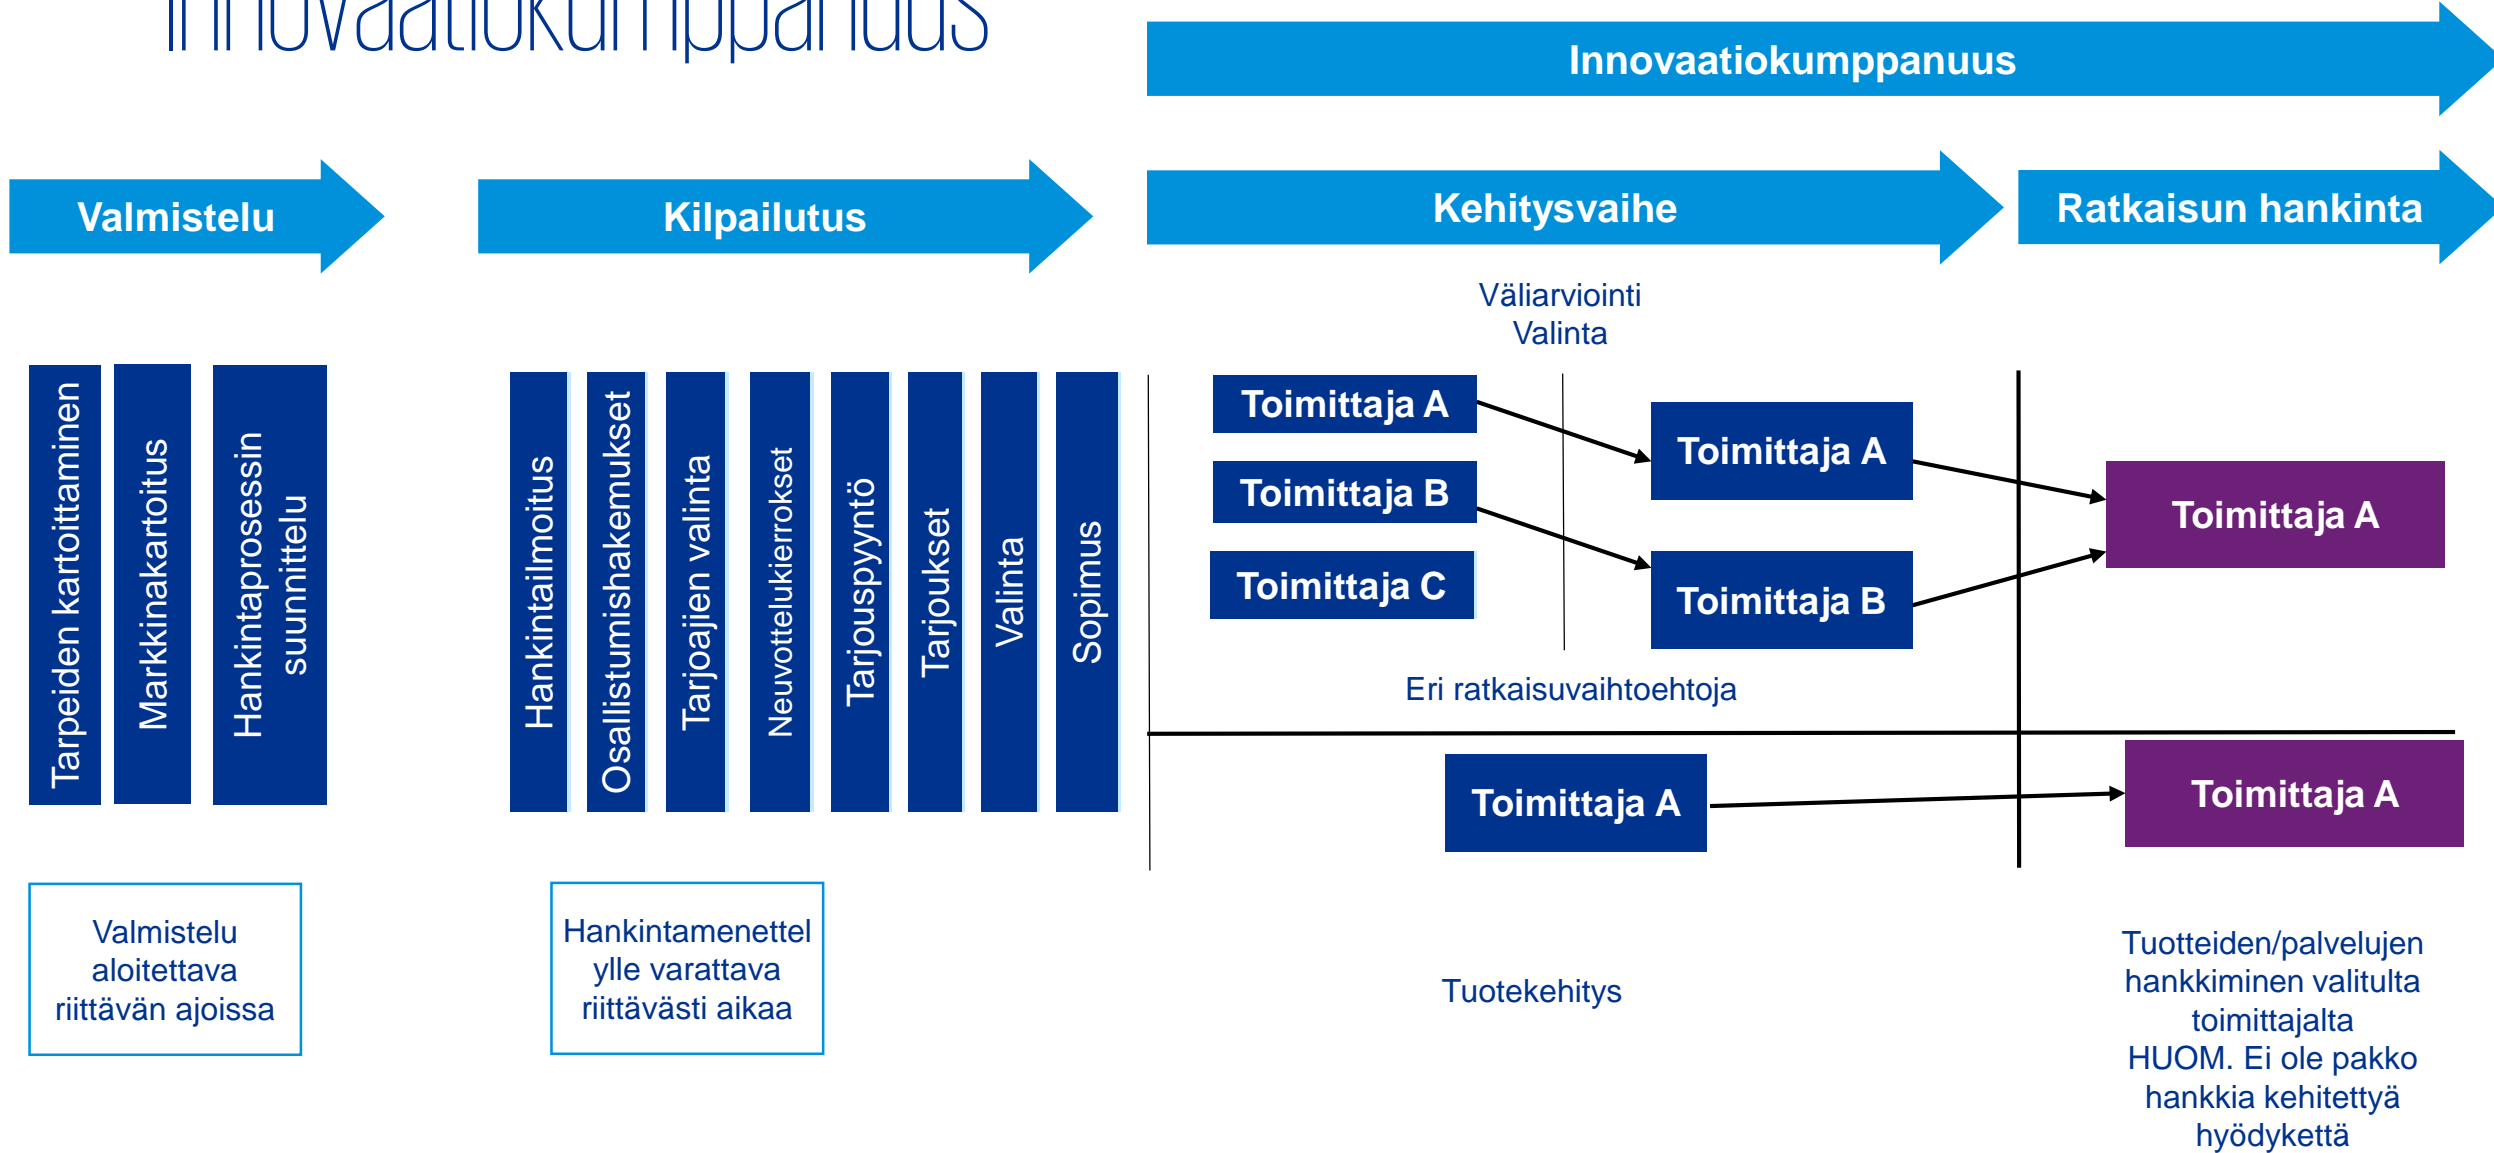 Innovaatiokumppanuus
Innovaatiokumppanuus
Valmistelu
Kilpailutus
Kehitysvaihe
Ratkaisun hankinta
Tarpeiden kartoittaminen
Markkinakartoitus
Hankintaprosessin
suunnittelu
Hankintailmoitus
Osallistumishakemukset
Tarjoajien valinta
Neuvottelukierrokset
Tarjouspyyntö
Tarjoukset
Valinta
Sopimus
Väliarviointi
Valinta
Toimittaja A
Toimittaja B
Toimittaja C
Toimittaja A
Toimittaja B
Toimittaja A
Eri ratkaisuvaihtoehtoja
Toimittaja A
Toimittaja A
Valmistelu
aloitettava
riittävän ajoissa
Hankintamenettel
ylle varattava
riittävästi aikaa
Tuotekehitys
Tuotteiden/palvelujen
hankkiminen valitulta
toimittajalta
HUOM. Ei ole pakko
hankkia kehitettyä
hyödykettä